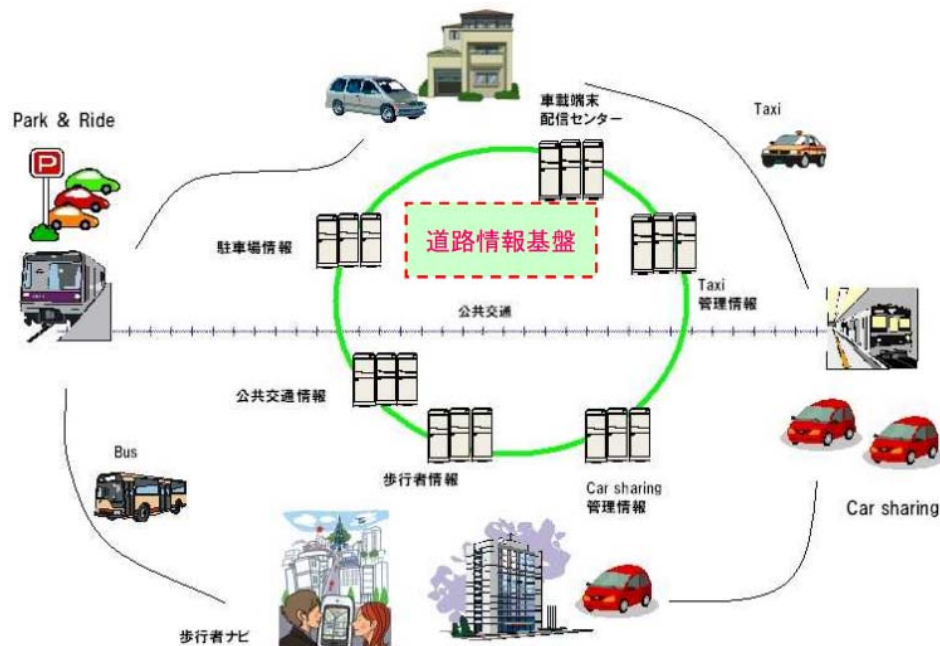 車載端末
配信センター
Taxi
Park & Ride
P
道路情報基盤
駐車場情報
Taxi
管理情報
公共交通
公共交通情報
Bus
歩行者情報
Car sharing
管理情報
Car sharing
歩行者ナビ